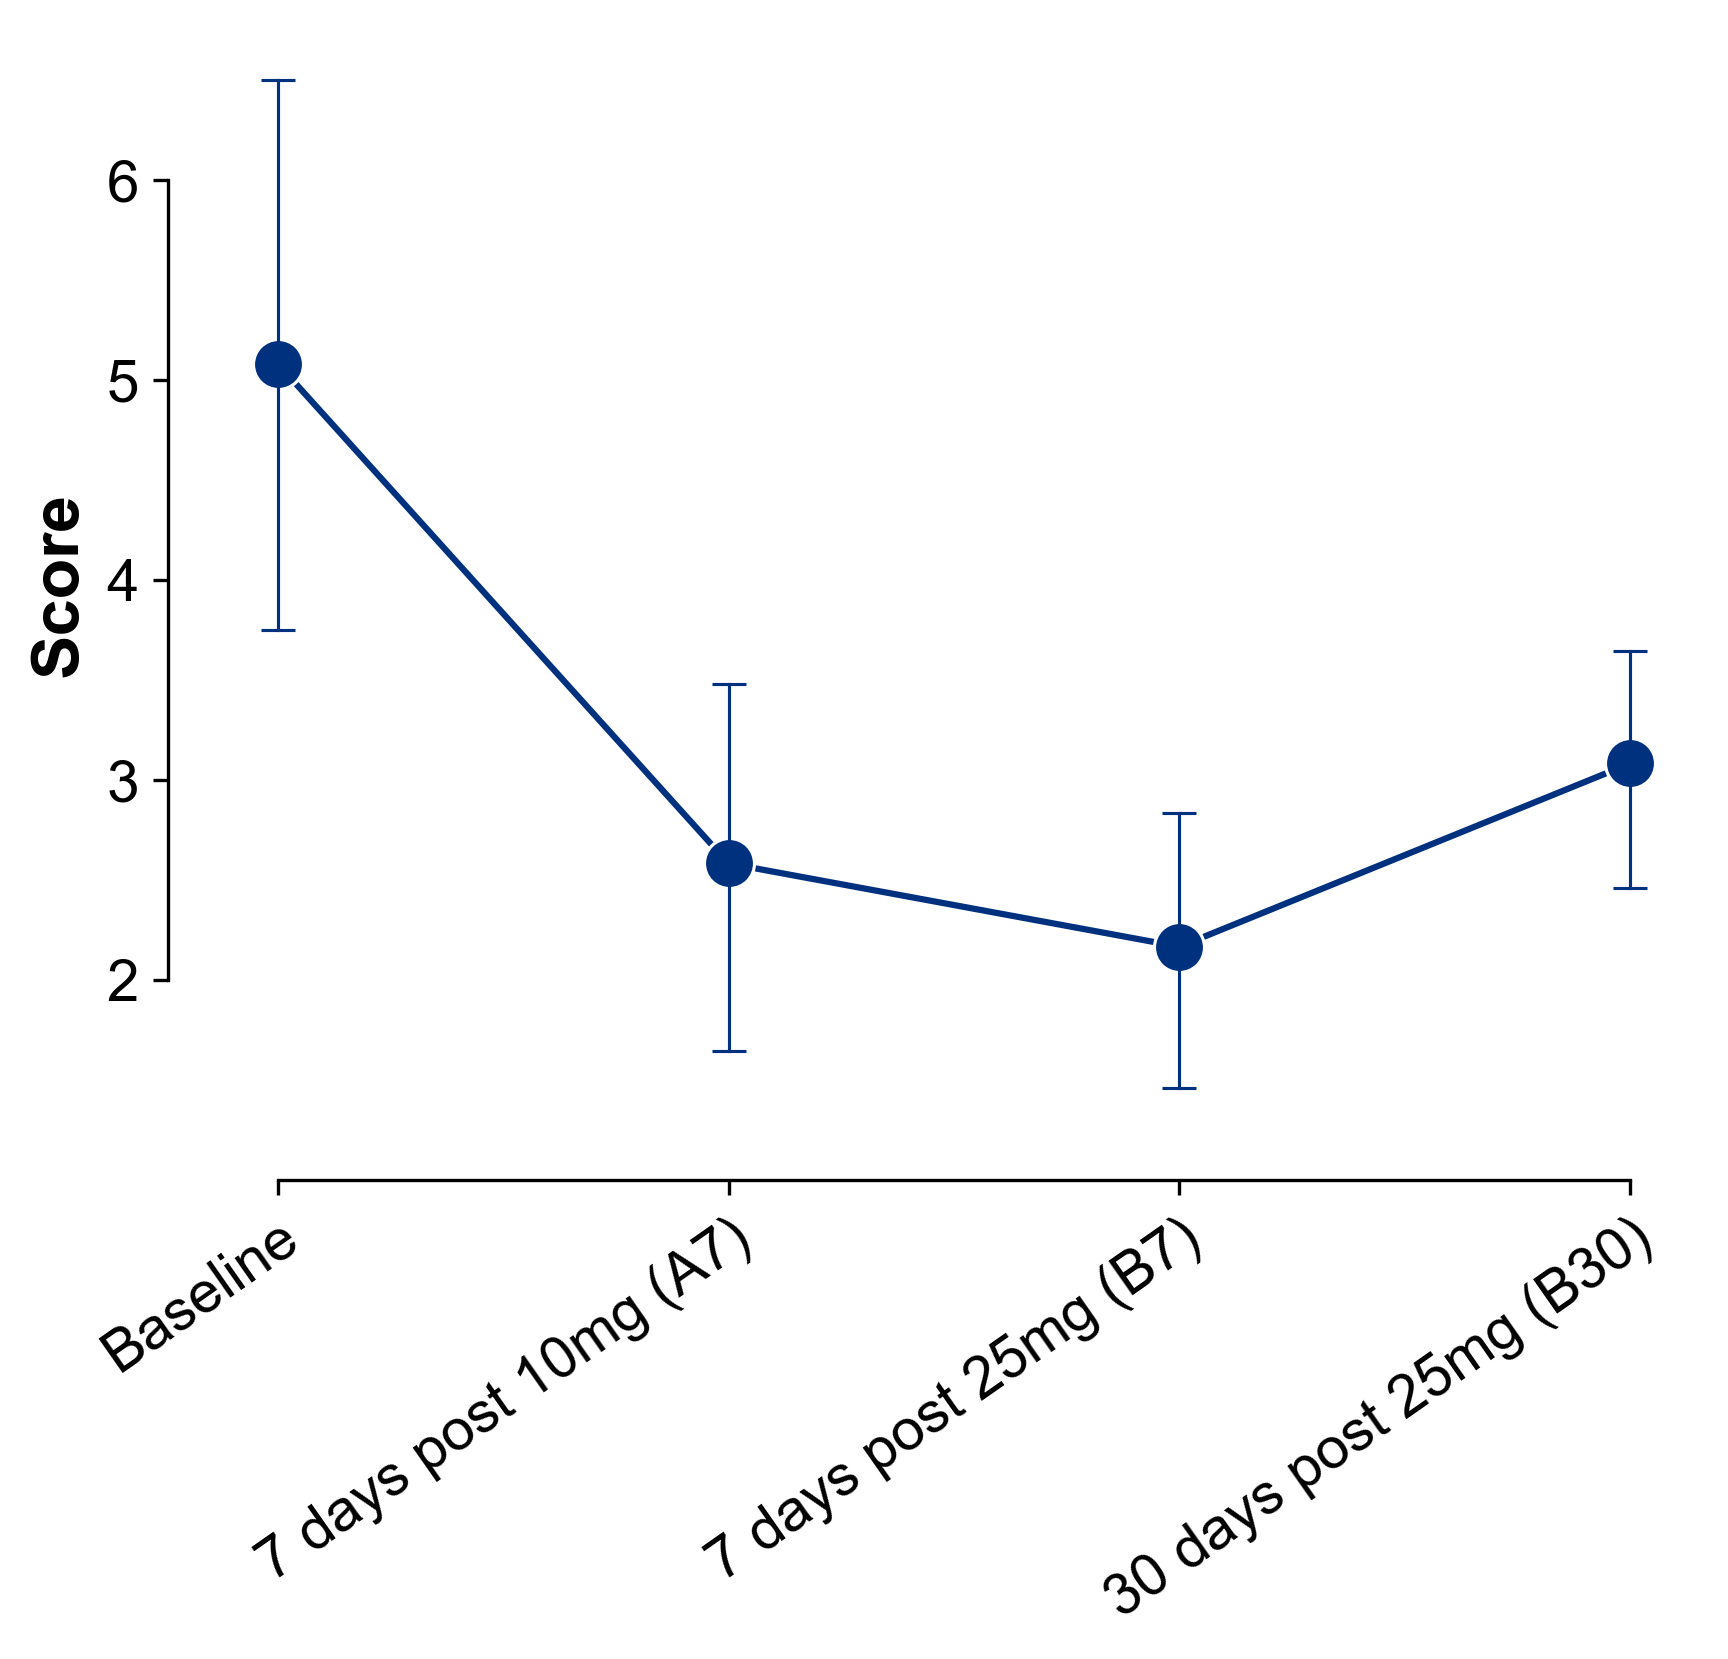 Score
6
5
4
3
2
Baseline
7 days post 10mg (A7)
7 days post 25mg (B7)
30 days post 25mg (B30)